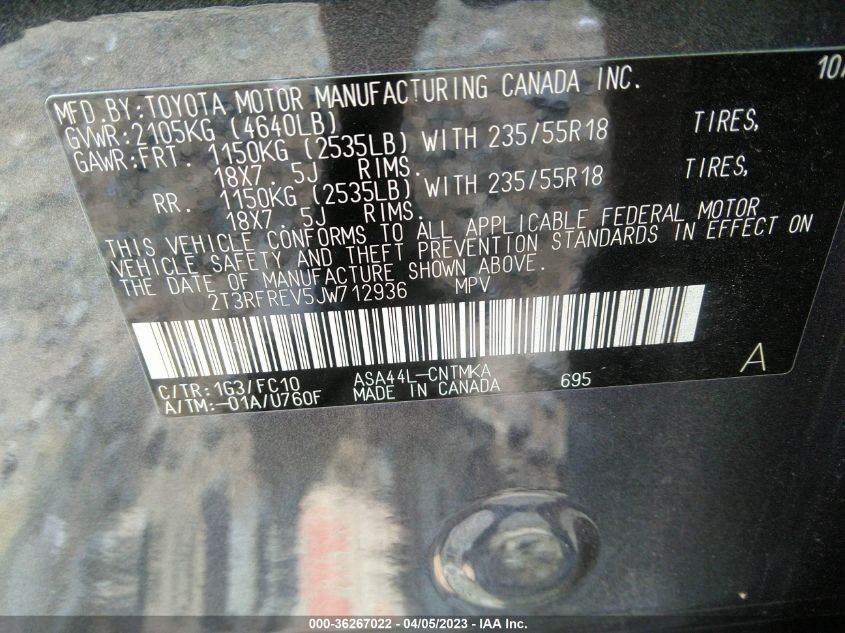 10/
MFD.BY:TOYOTA MOTOR MANUFACTURING CANADA INC.
GVWR:2105KG (4640LB)
GAWR:FRT. 1150KG (2535LB) WITH 235/55R18 TIRES,
18X7.5J RIMS.
RR. 1150KG (2535LB) WITH 235/55R18 TIRES,
18X7.5J RIMS.
THIS VEHICLE CONFORMS TO ALL APPLICABLE FEDERAL MOTOR
VEHICLE SAFETY AND THEFT PREVENTION STANDARDS IN EFFECT ON
THE DATE OF MANUFACTURE SHOWN ABOVE.
2T3RFREV5JW712936 MPV
C/TR:1G3/FC10 ASA44L-CNTMKA A
A/TM:-01A/U760F MADE IN CANADA 695
000-36267022 - 04/05/2023 - IAA Inc.